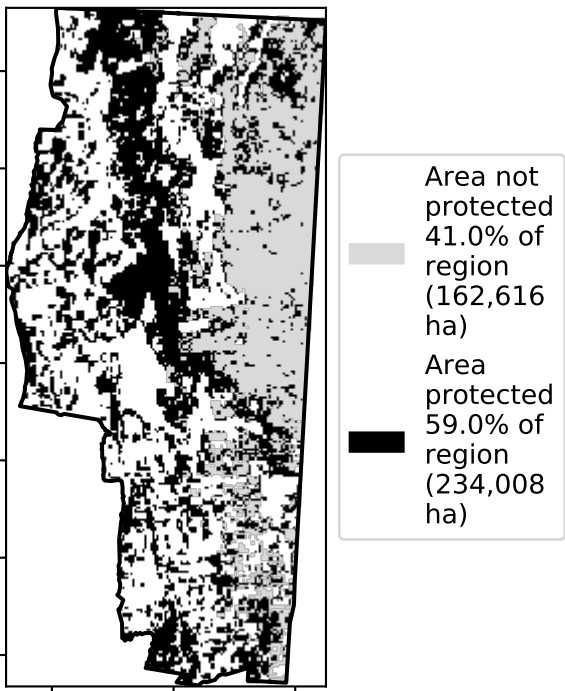 Area not
protected
41.0% of
region
(162,616
ha)
Area
protected
59.0% of
region
(234,008
ha)